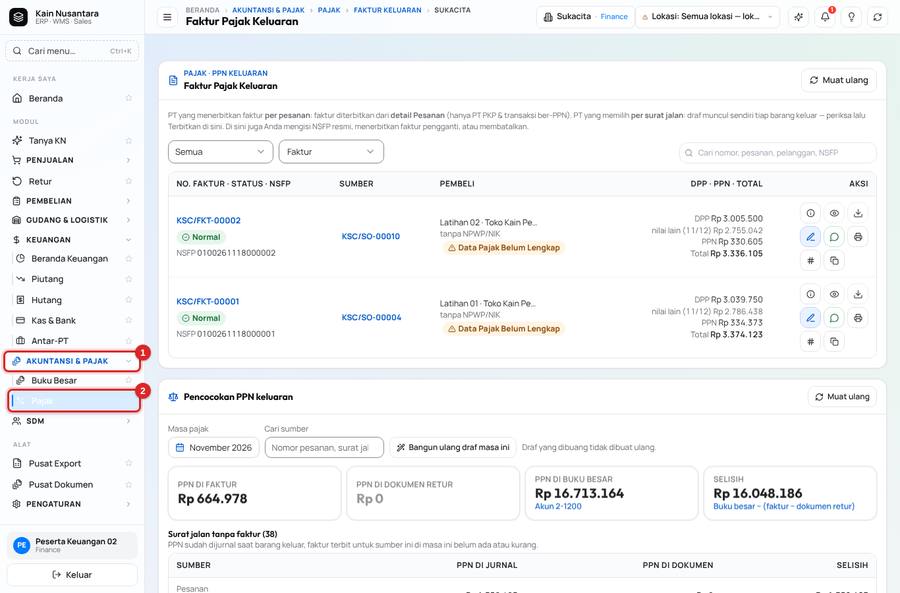 Kain Nusantara
ERP · WMS · Sales
Cari menu...
Ctrl+K
KERJA SAYA
Beranda
MODUL
Tanya KN
PENJUALAN
Retur
PEMBELIAN
GUDANG & LOGISTIK
KEUANGAN
Beranda Keuangan
Piutang
Hutang
Kas & Bank
Antar-PT
AKUNTANSI & PAJAK
1
Buku Besar
2
Pajak
SDM
ALAT
Pusat Export
Pusat Dokumen
PENGATURAN
PE
Peserta Keuangan 02
Finance
Keluar
BERANDA › AKUNTANSI & PAJAK › PAJAK › FAKTUR KELUARAN › SUKACITA
Faktur Pajak Keluaran
Sukacita · Finance
Lokasi: Semua lokasi — lok...
1
PAJAK · PPN KELUARAN
Faktur Pajak Keluaran
Muat ulang
PT yang menerbitkan faktur per pesanan: faktur diterbitkan dari detail Pesanan (hanya PT PKP & transaksi ber-PPN). PT yang memilih per surat jalan: draf muncul sendiri tiap barang keluar — periksa lalu
Terbitkan di sini. Di sini juga Anda mengisi NSFP resmi, menerbitkan faktur pengganti, atau membatalkan.
Semua
Faktur
Cari nomor, pesanan, pelanggan, NSFP
NO. FAKTUR · STATUS · NSFP
SUMBER
PEMBELI
DPP · PPN · TOTAL
AKSI
KSC/FKT-00002
Normal
NSFP 0100261118000002
KSC/SO-00010
Latihan 02 · Toko Kain Pe...
tanpa NPWP/NIK
Data Pajak Belum Lengkap
DPP Rp 3.005.500
nilai lain (11/12) Rp 2.755.042
PPN Rp 330.605
Total Rp 3.336.105
KSC/FKT-00001
Normal
NSFP 0100261118000001
KSC/SO-00004
Latihan 01 · Toko Kain Pe...
tanpa NPWP/NIK
Data Pajak Belum Lengkap
DPP Rp 3.039.750
nilai lain (11/12) Rp 2.786.438
PPN Rp 334.373
Total Rp 3.374.123
Pencocokan PPN keluaran
Muat ulang
Masa pajak
Cari sumber
November 2026
Nomor pesanan, surat jal
Bangun ulang draf masa ini
Draf yang dibuang tidak dibuat ulang.
PPN DI FAKTUR
Rp 664.978
PPN DI DOKUMEN RETUR
Rp 0
PPN DI BUKU BESAR
Rp 16.713.164
Akun 2-1200
SELISIH
Rp 16.048.186
Buku besar − (faktur − dokumen retur)
Surat jalan tanpa faktur (38)
PPN sudah dijurnal saat barang keluar, faktur terbit untuk sumber ini di masa ini belum ada atau kurang.
SUMBER
PPN DI JURNAL
PPN DI DOKUMEN
SELISIH
Pesanan